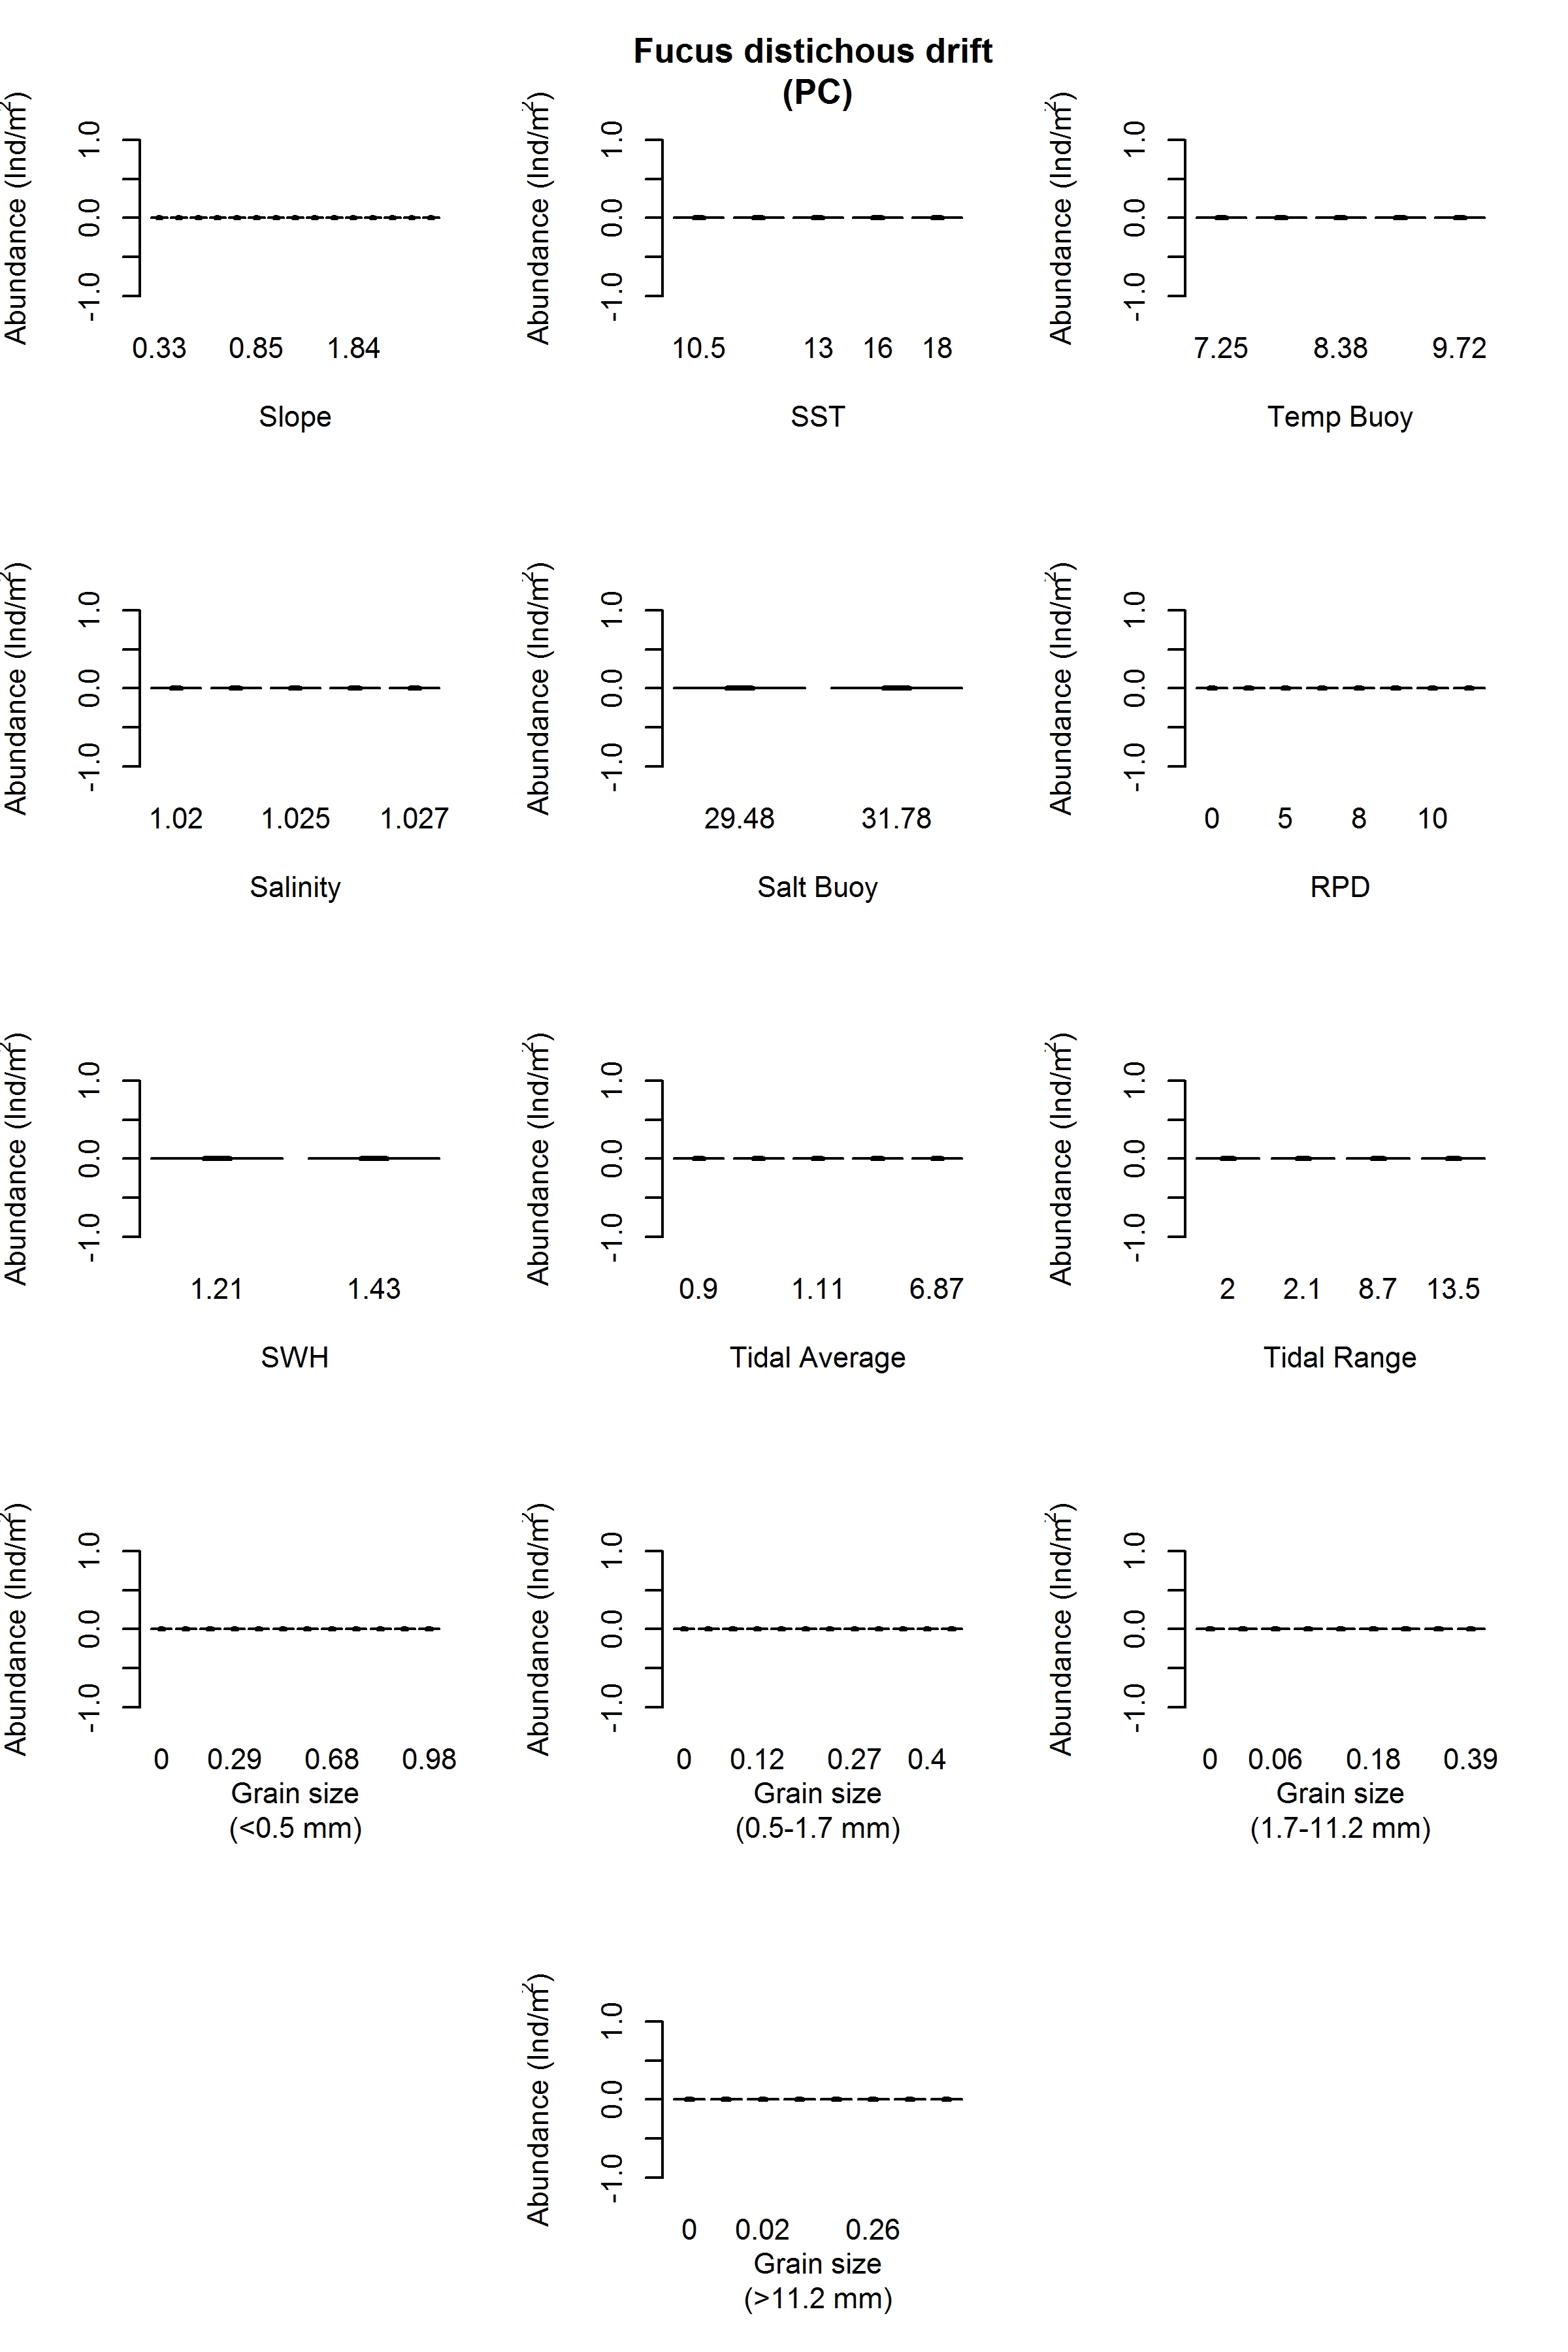 Fucus distichous drift
(PC)
Abundance (Ind/m²)
1.0
0.0
-1.0
0.33 0.85 1.84
Slope
Abundance (Ind/m²)
1.0
0.0
-1.0
10.5 13 16 18
SST
Abundance (Ind/m²)
1.0
0.0
-1.0
7.25 8.38 9.72
Temp Buoy
Abundance (Ind/m²)
1.0
0.0
-1.0
1.02 1.025 1.027
Salinity
Abundance (Ind/m²)
1.0
0.0
-1.0
29.48 31.78
Salt Buoy
Abundance (Ind/m²)
1.0
0.0
-1.0
0 5 8 10
RPD
Abundance (Ind/m²)
1.0
0.0
-1.0
1.21 1.43
SWH
Abundance (Ind/m²)
1.0
0.0
-1.0
0.9 1.11 6.87
Tidal Average
Abundance (Ind/m²)
1.0
0.0
-1.0
2 2.1 8.7 13.5
Tidal Range
Abundance (Ind/m²)
1.0
0.0
-1.0
0 0.29 0.68 0.98
Grain size
(<0.5 mm)
Abundance (Ind/m²)
1.0
0.0
-1.0
0 0.12 0.27 0.4
Grain size
(0.5-1.7 mm)
Abundance (Ind/m²)
1.0
0.0
-1.0
0 0.06 0.18 0.39
Grain size
(1.7-11.2 mm)
Abundance (Ind/m²)
1.0
0.0
-1.0
0 0.02 0.26
Grain size
(>11.2 mm)